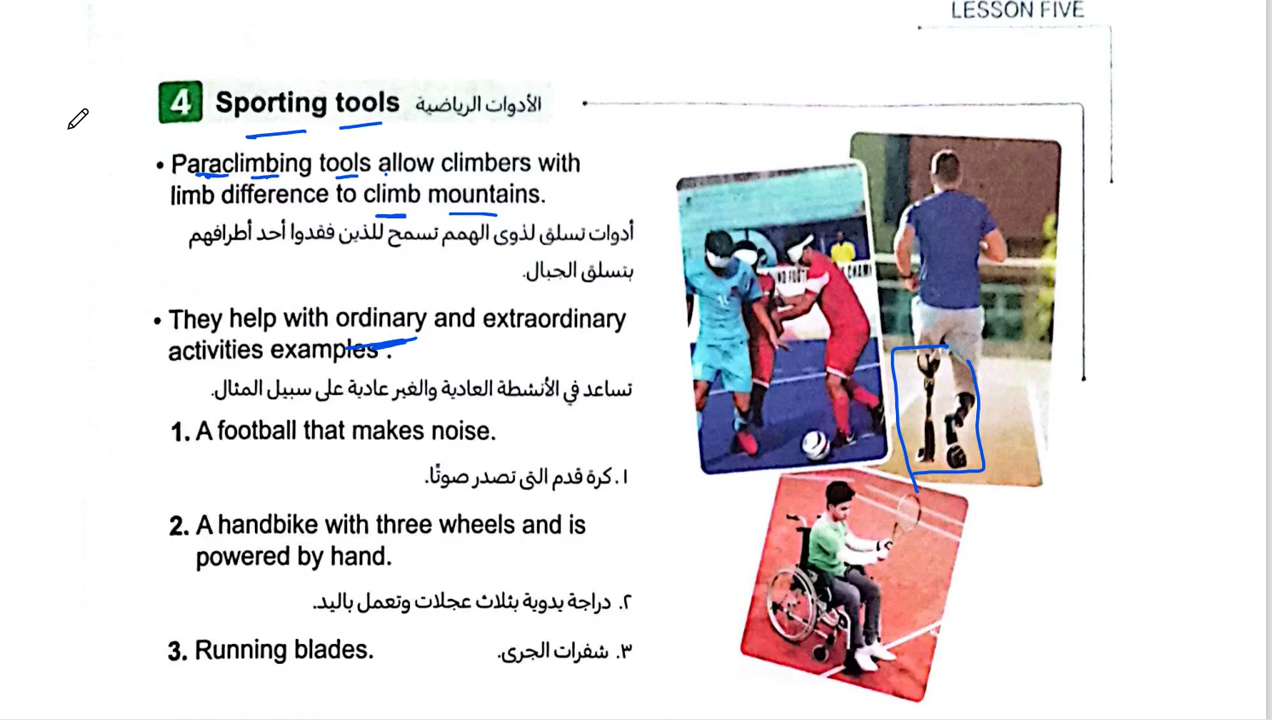 LESSON FIVE
4 Sporting tools الأدوات الرياضية
• Paraclimbing tools allow climbers with
limb difference to climb mountains.
أدوات تسلق لذوى الهمم تسمح للذين فقدوا أحد أطرافهم
بتسلق الجبال.
• They help with ordinary and extraordinary
activities examples .
تساعد في الأنشطة العادية والغير عادية على سبيل المثال.
1. A football that makes noise.
١. كرة قدم التى تصدر صوتًا.
2. A handbike with three wheels and is
powered by hand.
٢. دراجة يدوية بثلاث عجلات وتعمل باليد.
3. Running blades. ٣. شفرات الجرى.